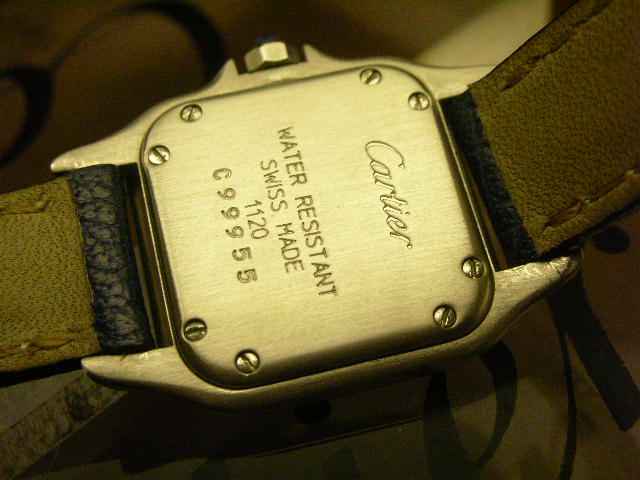 Cartier
WATER RESISTANT
SWISS MADE
1120
C99955